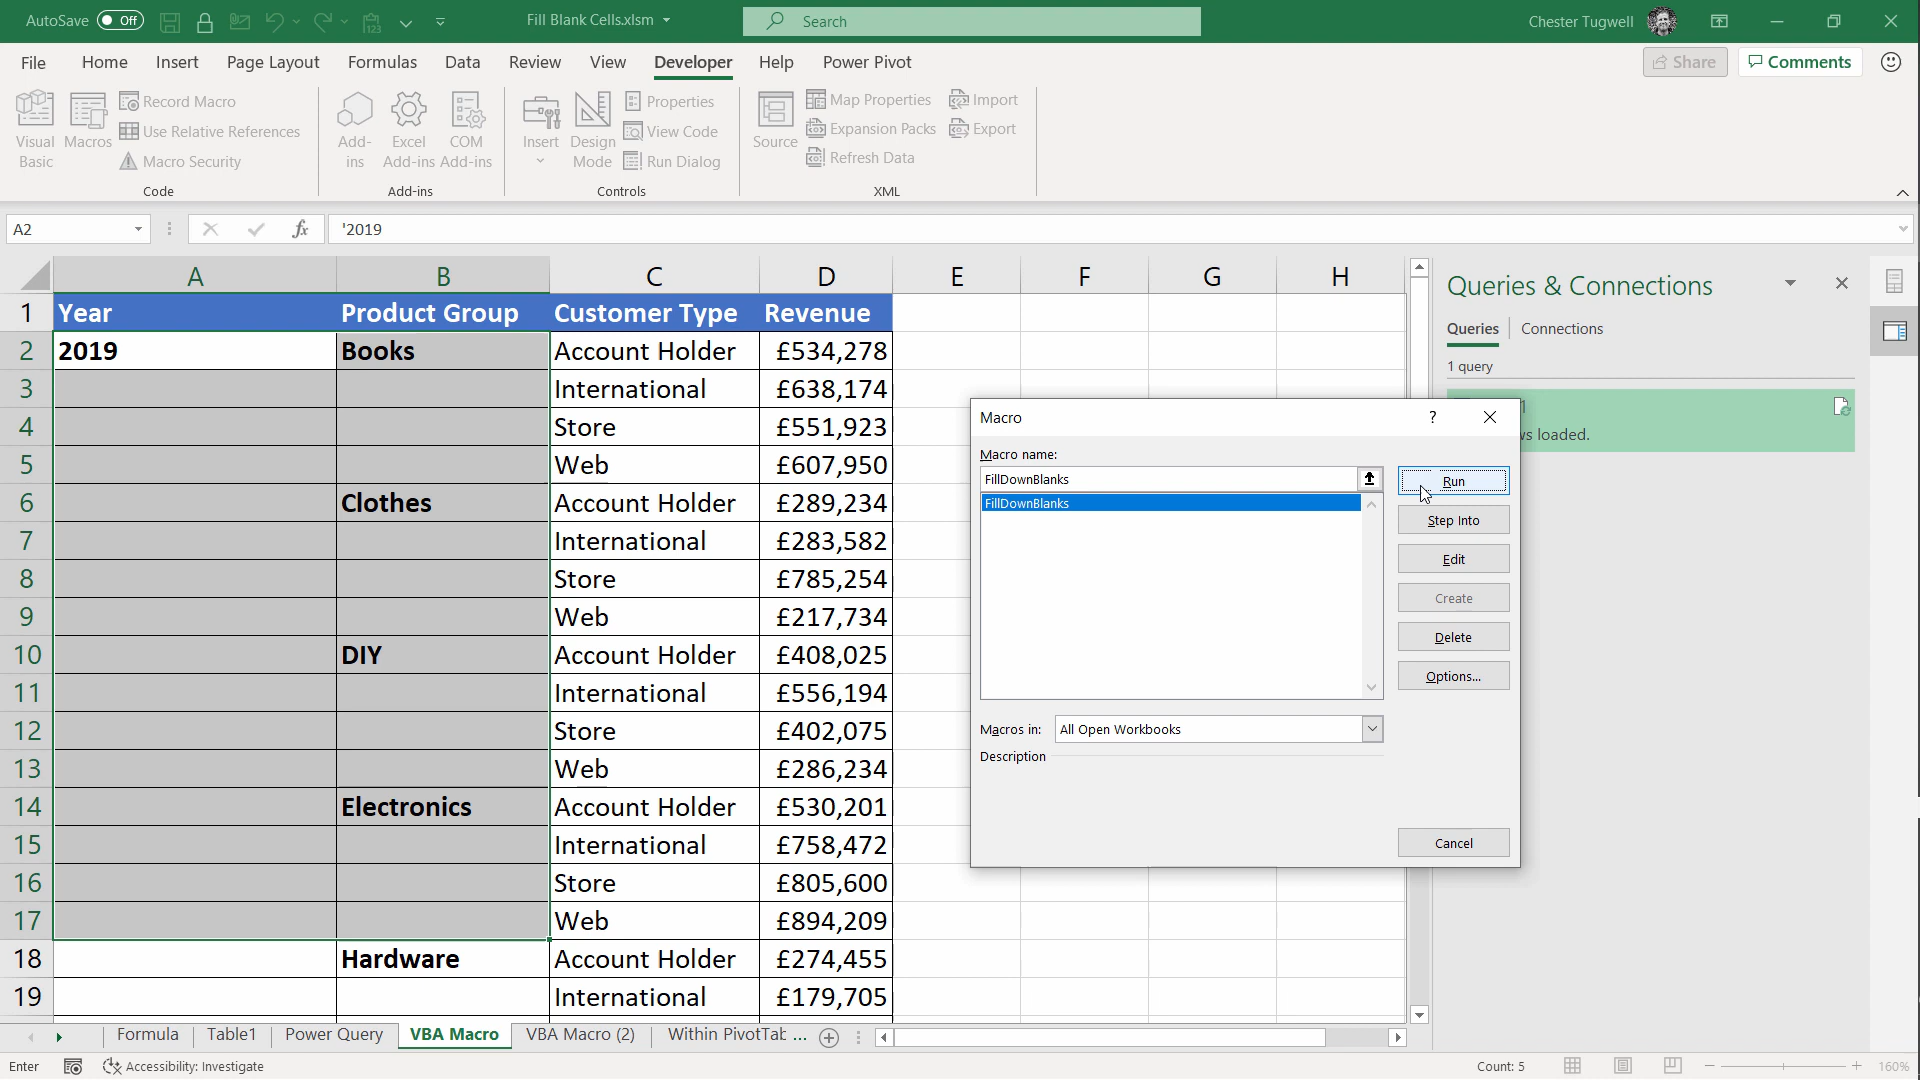 AutoSave Off Fill Blank Cells.xlsm Search Chester Tugwell
File Home Insert Page Layout Formulas Data Review View Developer Help Power Pivot Share Comments
Visual Basic
Macros
Record Macro
Use Relative References
Macro Security
Code
Add-ins
Excel Add-ins
COM Add-ins
Add-ins
Insert
Design Mode
Properties
View Code
Run Dialog
Controls
Source
Map Properties
Expansion Packs
Refresh Data
Import
Export
XML
A2 fx '2019
A B C D E F G H
1 Year Product Group Customer Type Revenue
2 2019 Books Account Holder £534,278
3 International £638,174
4 Store £551,923
5 Web £607,950
6 Clothes Account Holder £289,234
7 International £283,582
8 Store £785,254
9 Web £217,734
10 DIY Account Holder £408,025
11 International £556,194
12 Store £402,075
13 Web £286,234
14 Electronics Account Holder £530,201
15 International £758,472
16 Store £805,600
17 Web £894,209
18 Hardware Account Holder £274,455
19 International £179,705
Macro ?
Macro name:
FillDownBlanks
FillDownBlanks
Run
Step Into
Edit
Create
Delete
Options...
Macros in: All Open Workbooks
Description
Cancel
Queries & Connections
Queries Connections
1 query
loaded.
Formula Table1 Power Query VBA Macro VBA Macro (2) Within PivotTab ...
Enter Accessibility: Investigate Count: 5 160%